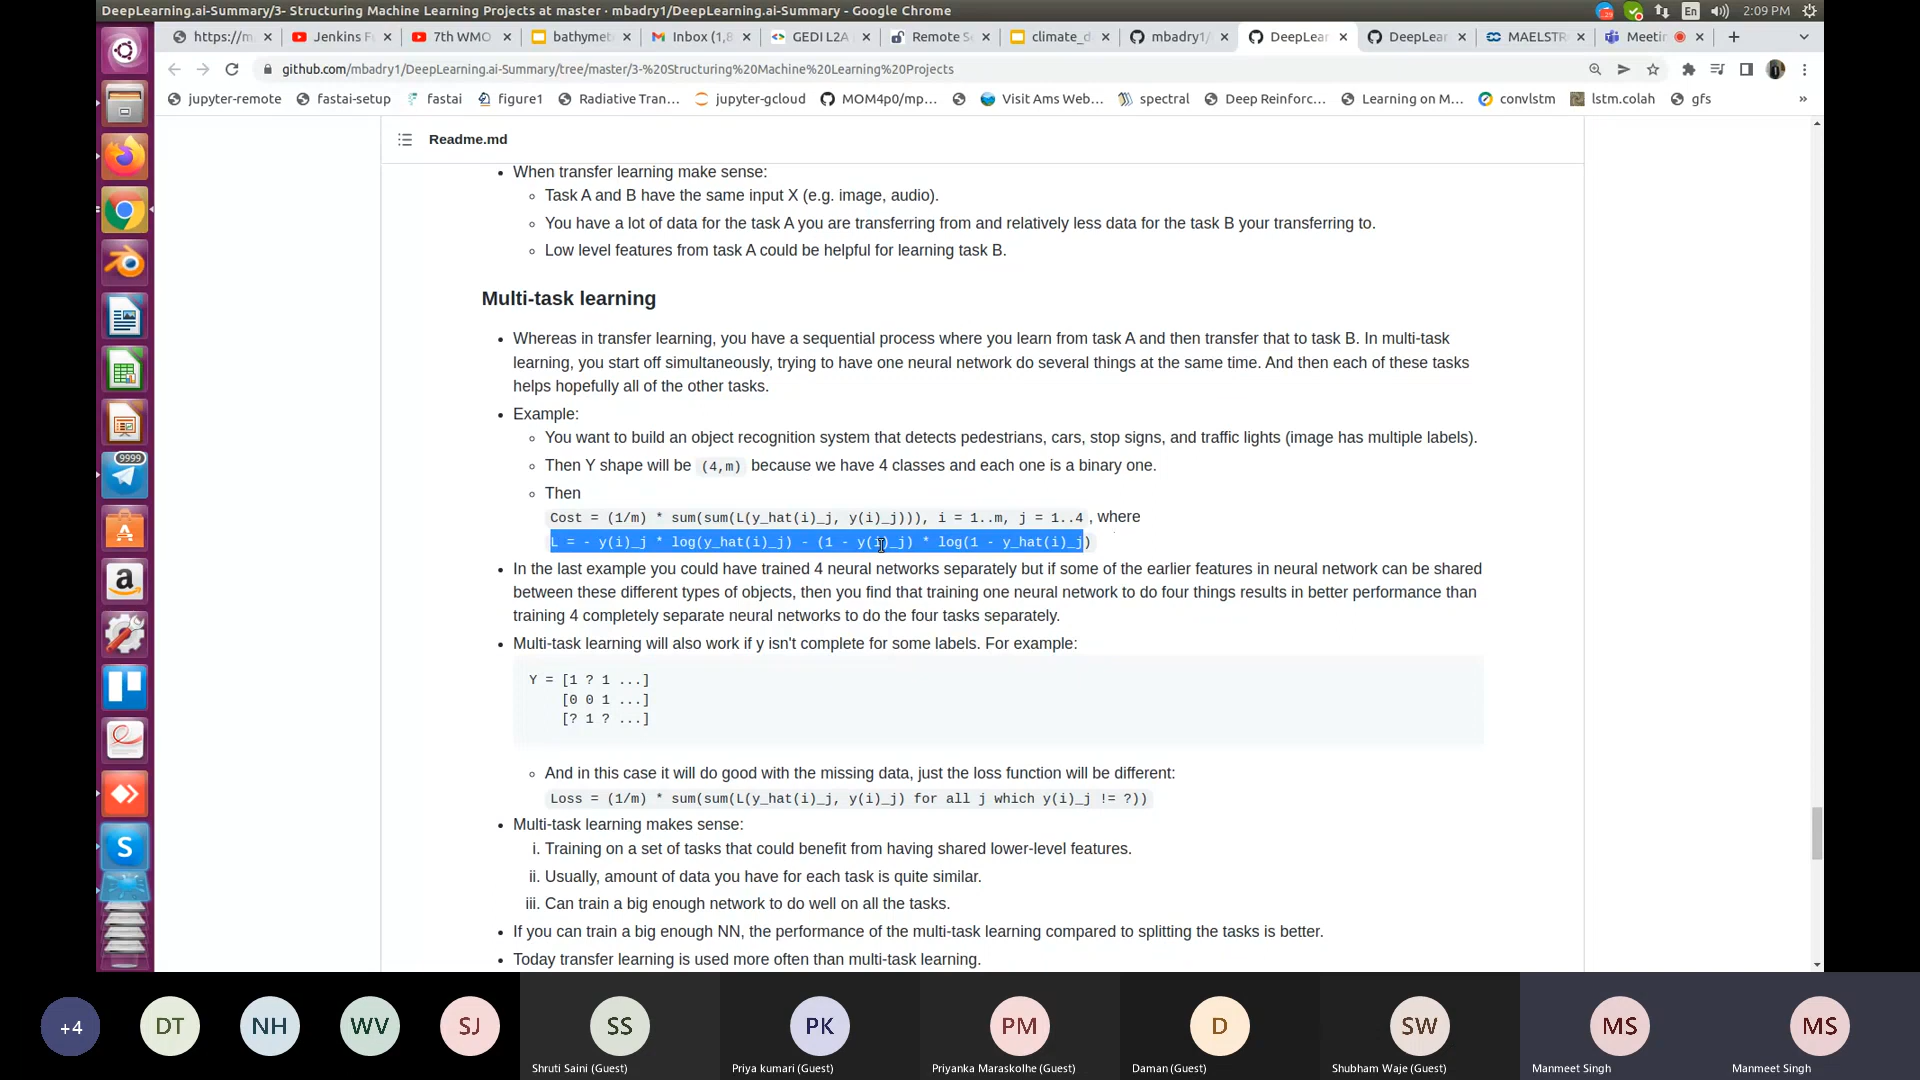 DeepLearning.ai-Summary/3- Structuring Machine Learning Projects at master · mbadry1/DeepLearning.ai-Summary - Google Chrome
En
2:09 PM
https://m
Jenkins F
7th WMO
bathymet
Inbox (1,8
GEDI L2A
Remote S
climate_d
mbadry1/
DeepLear
DeepLear
MAELSTR
Meeti
github.com/mbadry1/DeepLearning.ai-Summary/tree/master/3-%20Structuring%20Machine%20Learning%20Projects
jupyter-remote
fastai-setup
fastai
figure1
Radiative Tran...
jupyter-gcloud
MOM4p0/mp...
Visit Ams Web...
spectral
Deep Reinforc...
Learning on M...
convlstm
lstm.colah
gfs
»
Readme.md
• When transfer learning make sense:
◦ Task A and B have the same input X (e.g. image, audio).
◦ You have a lot of data for the task A you are transferring from and relatively less data for the task B your transferring to.
◦ Low level features from task A could be helpful for learning task B.
Multi-task learning
• Whereas in transfer learning, you have a sequential process where you learn from task A and then transfer that to task B. In multi-task
learning, you start off simultaneously, trying to have one neural network do several things at the same time. And then each of these tasks
helps hopefully all of the other tasks.
• Example:
◦ You want to build an object recognition system that detects pedestrians, cars, stop signs, and traffic lights (image has multiple labels).
◦ Then Y shape will be (4,m) because we have 4 classes and each one is a binary one.
◦ Then
Cost = (1/m) * sum(sum(L(y_hat(i)_j, y(i)_j))), i = 1..m, j = 1..4 , where
L = - y(i)_j * log(y_hat(i)_j) - (1 - y(i)_j) * log(1 - y_hat(i)_j)
• In the last example you could have trained 4 neural networks separately but if some of the earlier features in neural network can be shared
between these different types of objects, then you find that training one neural network to do four things results in better performance than
training 4 completely separate neural networks to do the four tasks separately.
• Multi-task learning will also work if y isn't complete for some labels. For example:
Y = [1 ? 1 ...]
[0 0 1 ...]
[? 1 ? ...]
◦ And in this case it will do good with the missing data, just the loss function will be different:
Loss = (1/m) * sum(sum(L(y_hat(i)_j, y(i)_j) for all j which y(i)_j != ?))
• Multi-task learning makes sense:
i. Training on a set of tasks that could benefit from having shared lower-level features.
ii. Usually, amount of data you have for each task is quite similar.
iii. Can train a big enough network to do well on all the tasks.
• If you can train a big enough NN, the performance of the multi-task learning compared to splitting the tasks is better.
• Today transfer learning is used more often than multi-task learning.
9999
+4
DT
NH
WV
SJ
SS
PK
PM
D
SW
MS
MS
Shruti Saini (Guest)
Priya kumari (Guest)
Priyanka Maraskolhe (Guest)
Daman (Guest)
Shubham Waje (Guest)
Manmeet Singh
Manmeet Singh